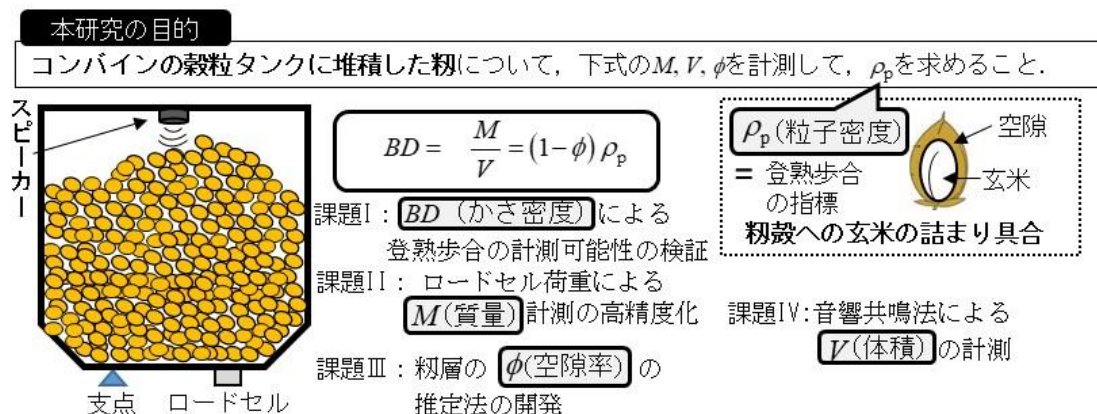 本研究の目的
コンバインの穀粒タンクに堆積した籾について，下式のM, V, ϕを計測して，ρpを求めること．
スピーカー
BD = M/V = (1−ϕ) ρp
ρp(粒子密度)
= 登熟歩合
の指標
空隙
玄米
籾殻への玄米の詰まり具合
課題I：BD（かさ密度）による
登熟歩合の計測可能性の検証
課題II：ロードセル荷重による
M(質量)計測の高精度化
課題III：籾層の ϕ(空隙率) の
推定法の開発
課題IV:音響共鳴法による
V(体積)の計測
支点 ロードセル